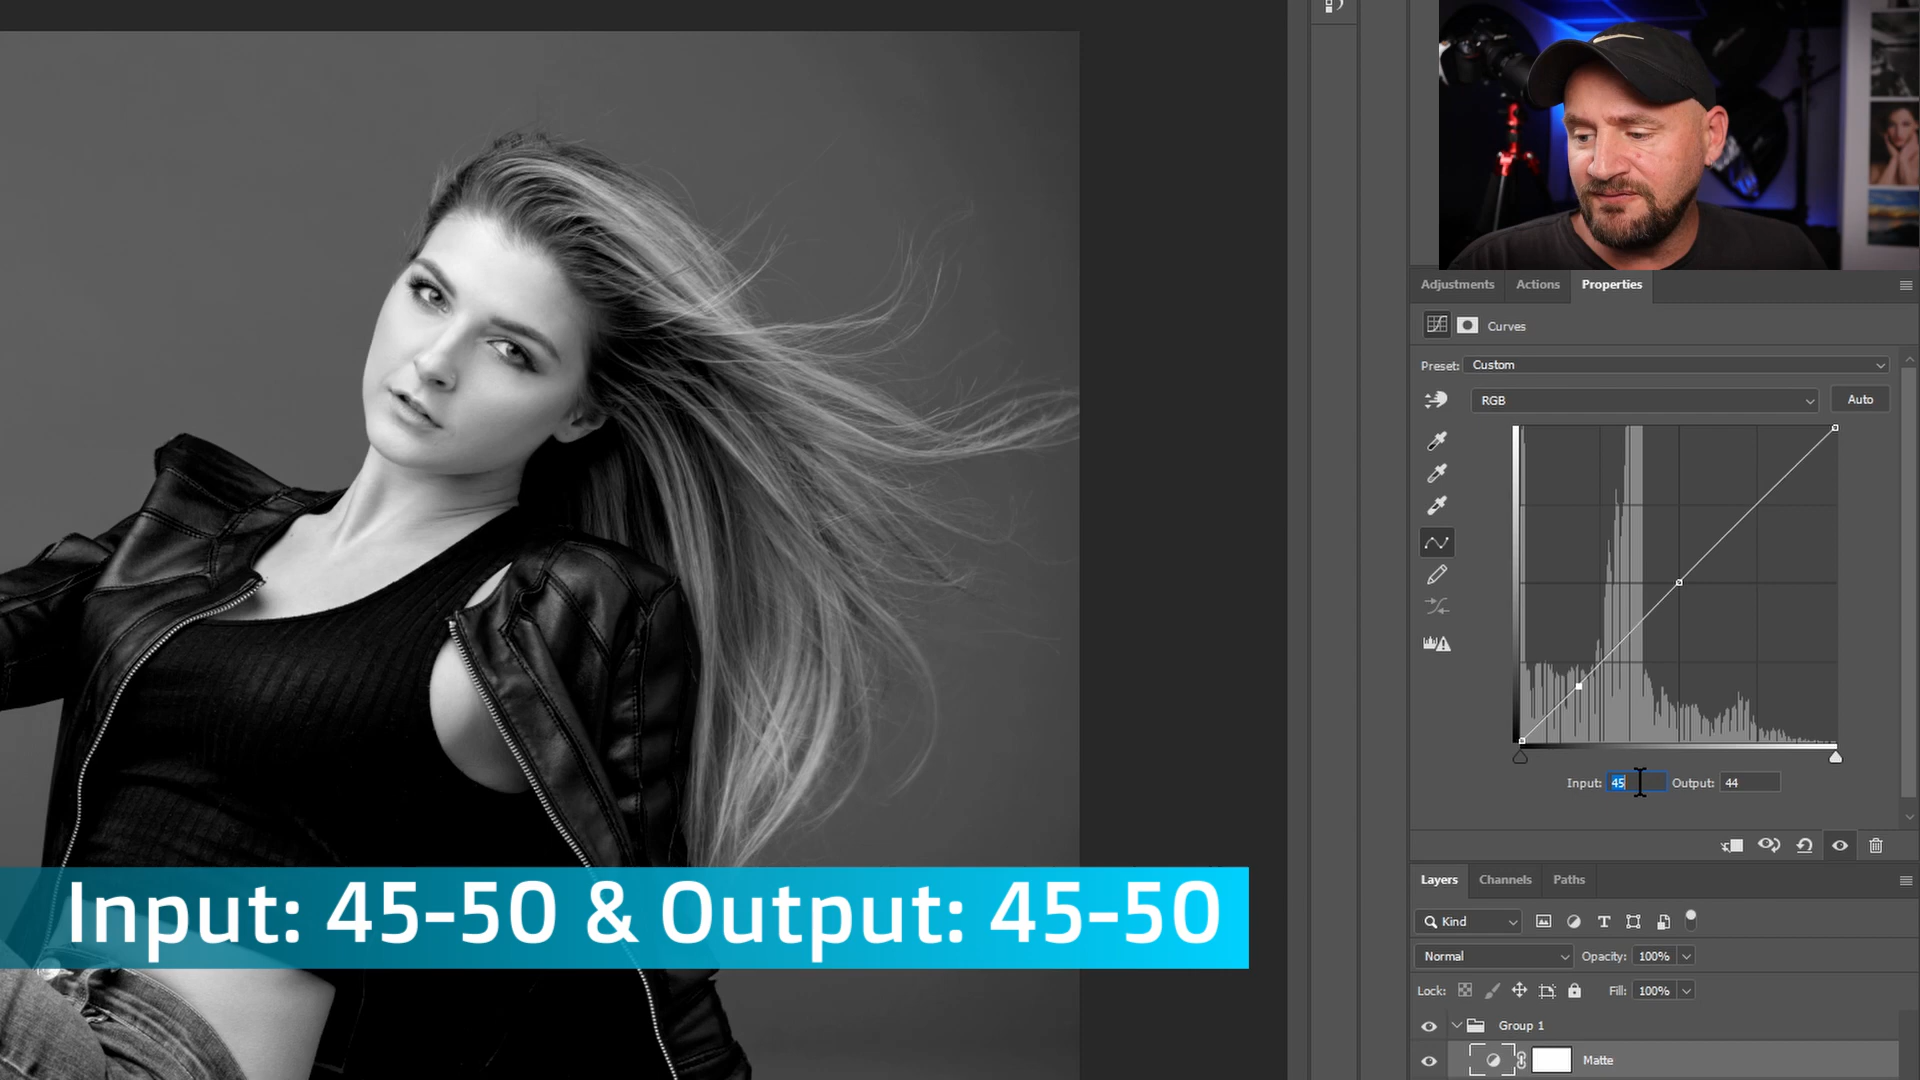 Adjustments Actions Properties
Curves
Preset: Custom
RGB Auto
Input: 45 Output: 44
Input: 45-50 & Output: 45-50
Layers Channels Paths
Kind
Normal Opacity: 100%
Lock: Fill: 100%
Group 1
Matte